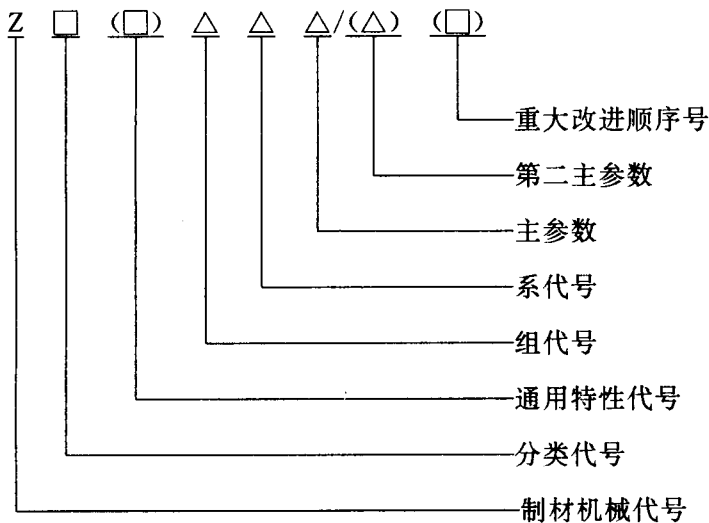 Z □ (□) △ △ △/(△) (□)
重大改进顺序号
第二主参数
主参数
系代号
组代号
通用特性代号
分类代号
制材机械代号